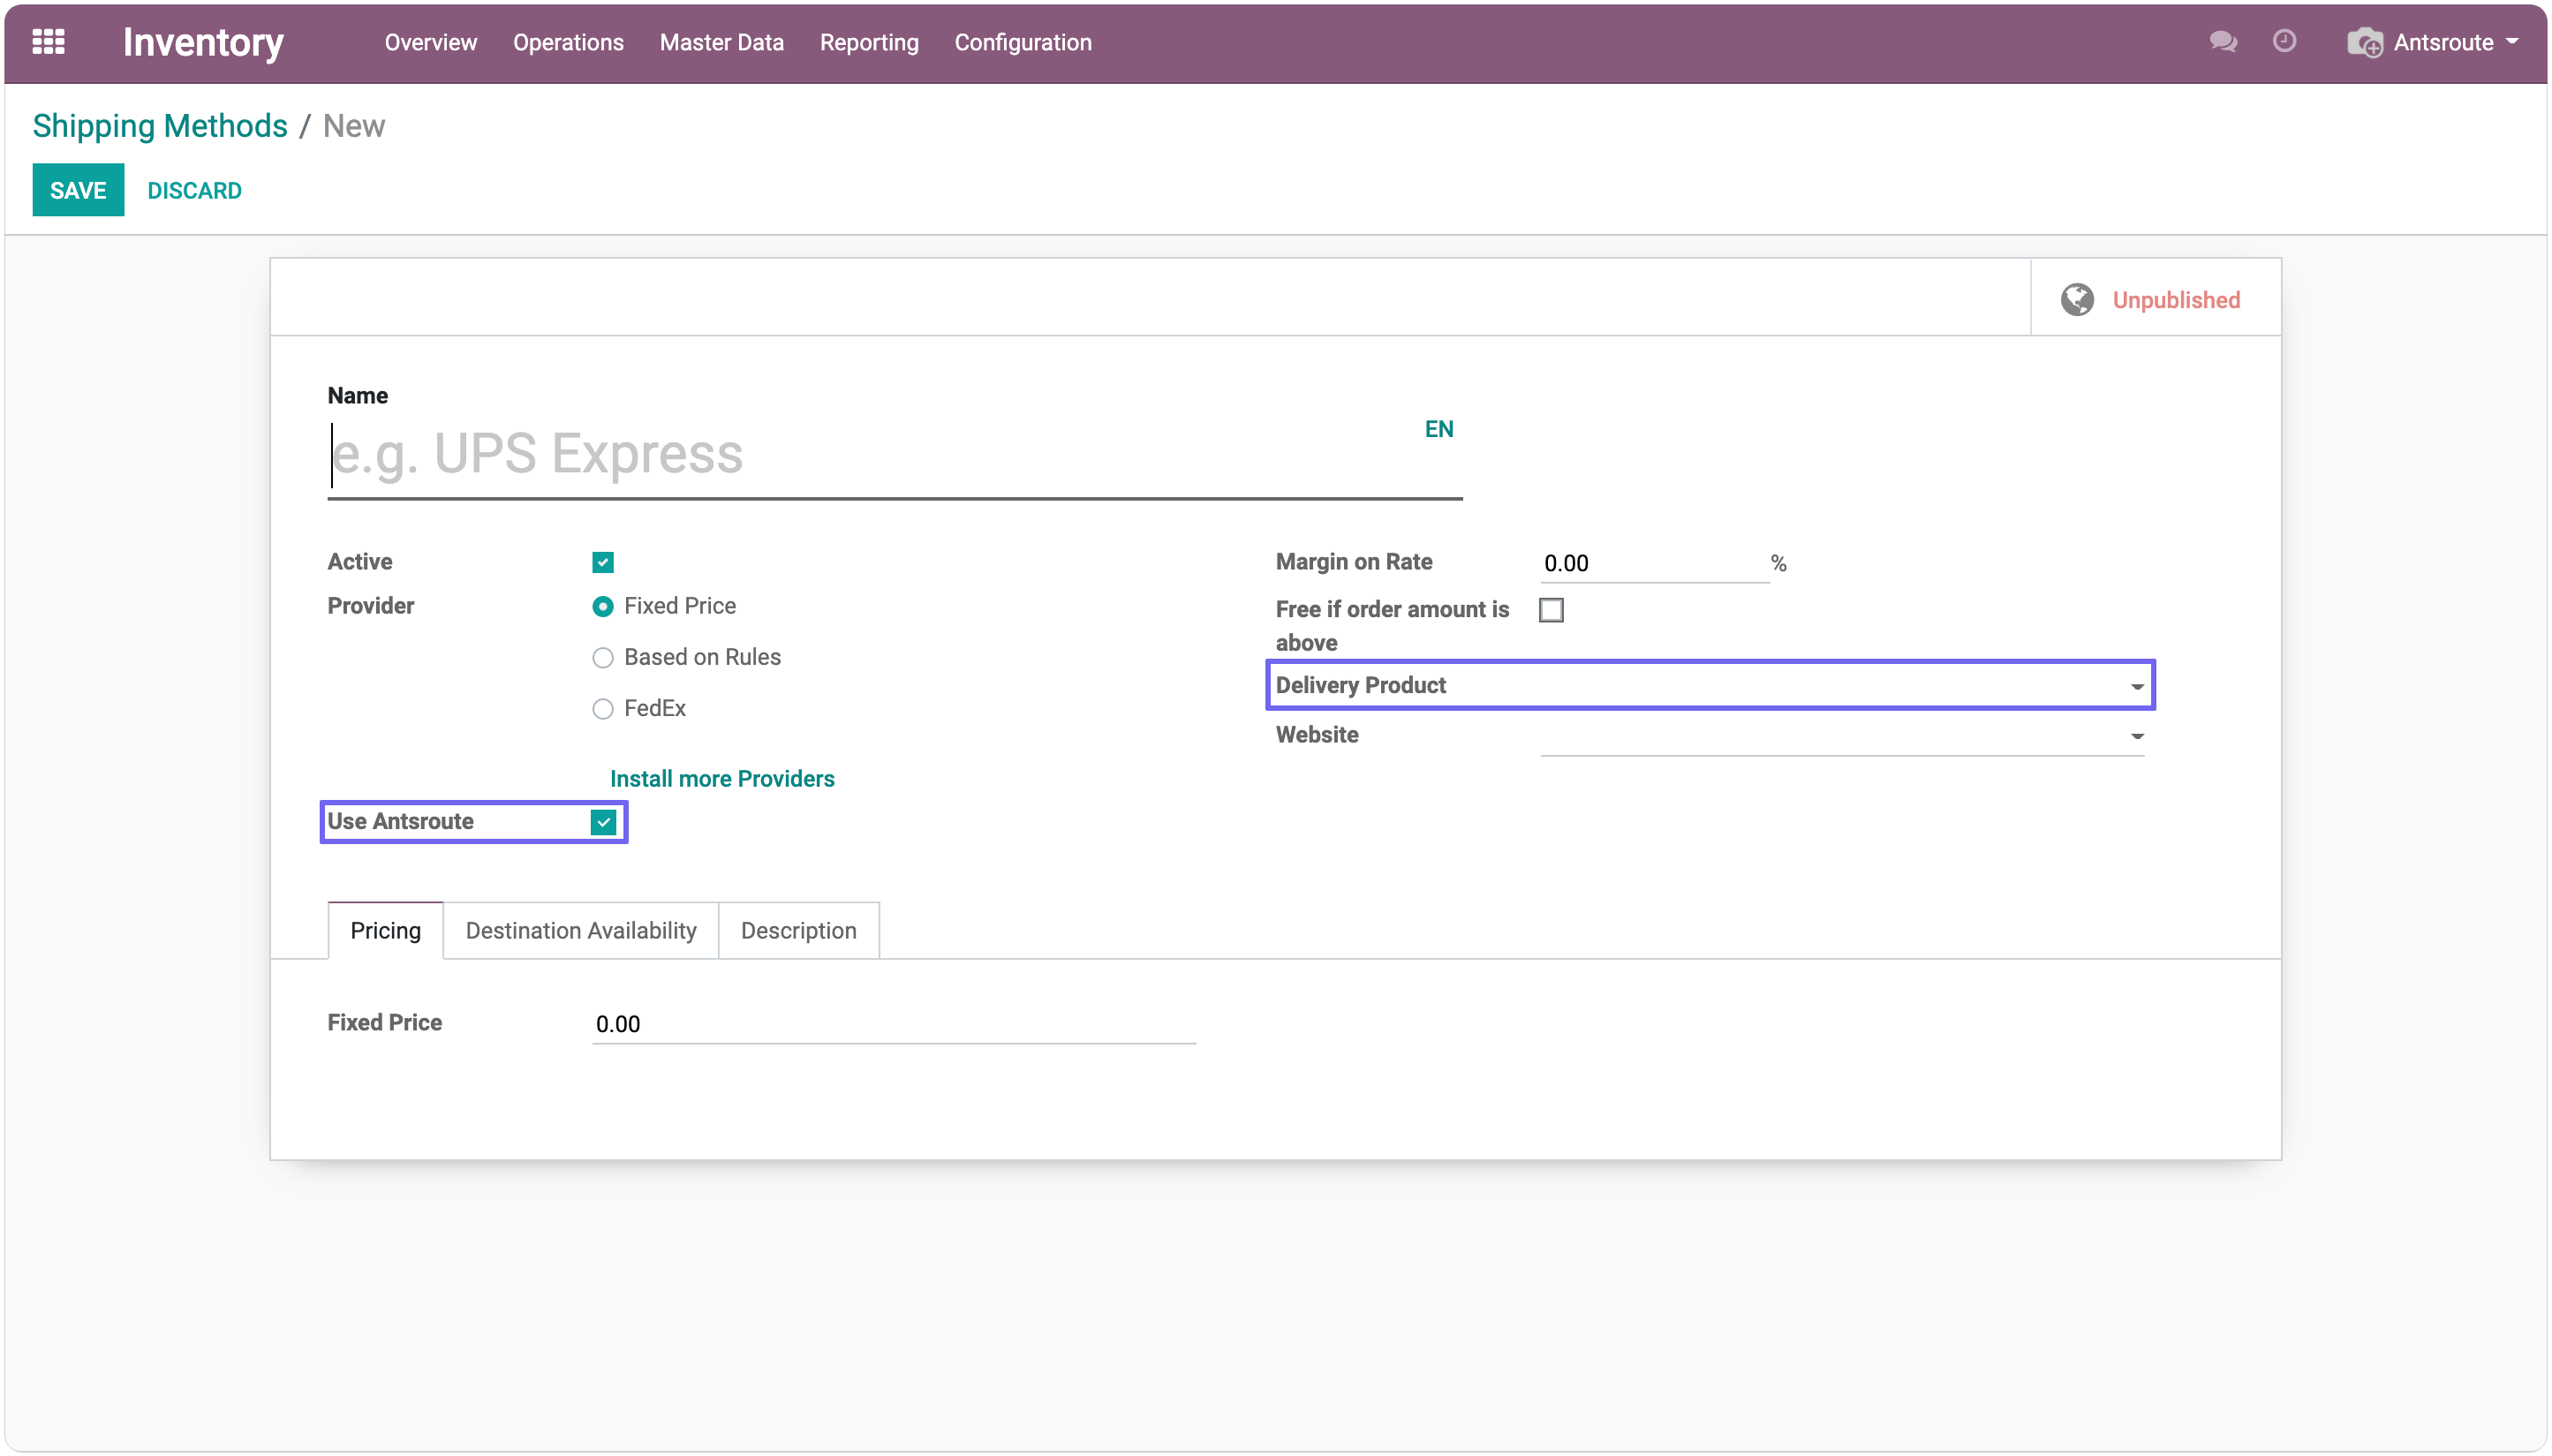 Inventory Overview Operations Master Data Reporting Configuration Antsroute
Shipping Methods / New
SAVE DISCARD
Unpublished
Name
e.g. UPS Express EN
Active
Provider Fixed Price
Based on Rules
FedEx
Install more Providers
Use Antsroute
Margin on Rate 0.00 %
Free if order amount is
above
Delivery Product
Website
Pricing Destination Availability Description
Fixed Price 0.00